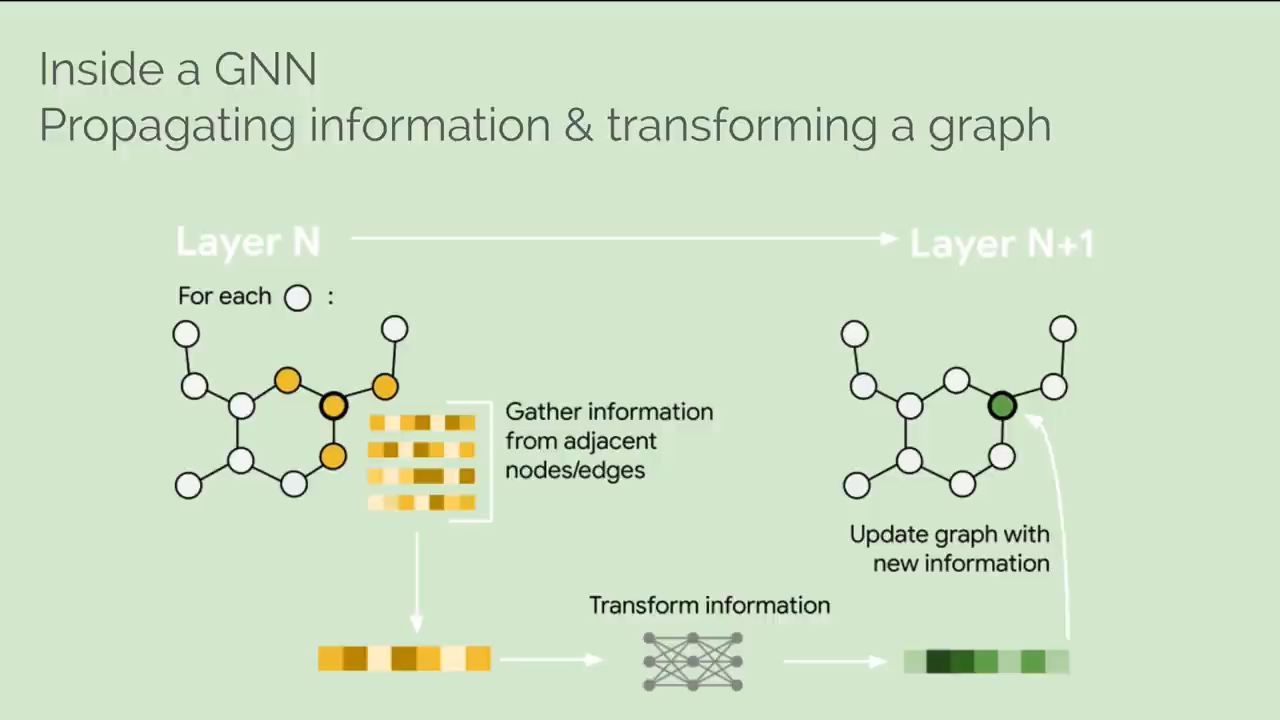 Inside a GNN
Propagating information & transforming a graph
Layer N
Layer N+1
For each :
Gather information
from adjacent
nodes/edges
Update graph with
new information
Transform information